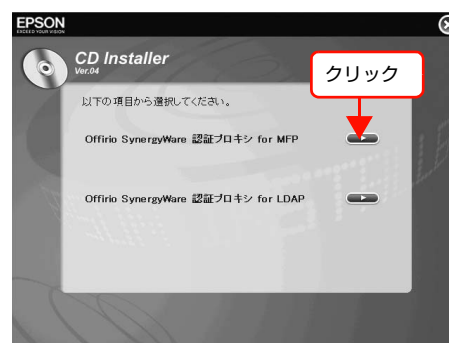 EPSON
EXCEED YOUR VISION
CD Installer
Ver.04
クリック
以下の項目から選択してください。
Offirio SynergyWare 認証プロキシ for MFP
Offirio SynergyWare 認証プロキシ for LDAP